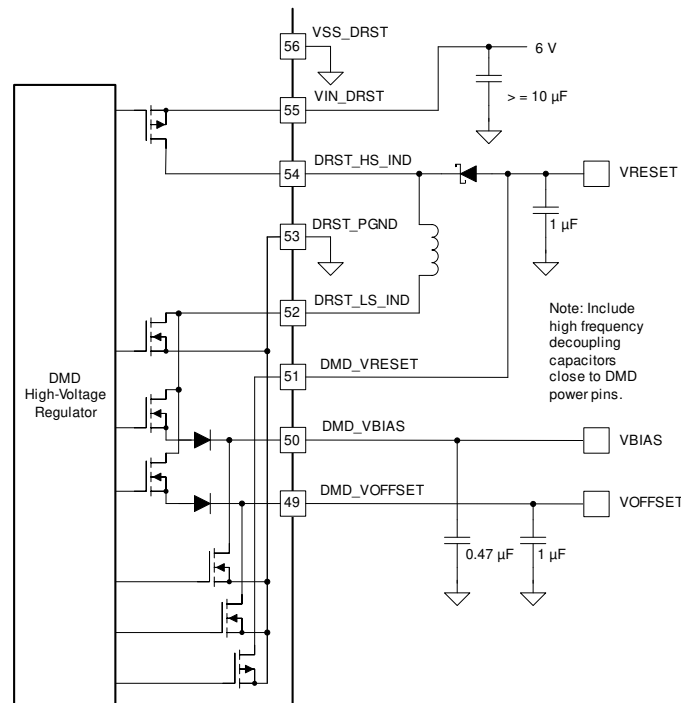 VSS_DRST
56
6 V
VIN_DRST
55
> = 10 µF
DRST_HS_IND
54
VRESET
DRST_PGND
53
1 µF
DRST_LS_IND
52
Note: Include
high frequency
decoupling
capacitors
close to DMD
power pins.
DMD
High-Voltage
Regulator
DMD_VRESET
51
DMD_VBIAS
50
VBIAS
DMD_VOFFSET
49
VOFFSET
0.47 µF
1 µF